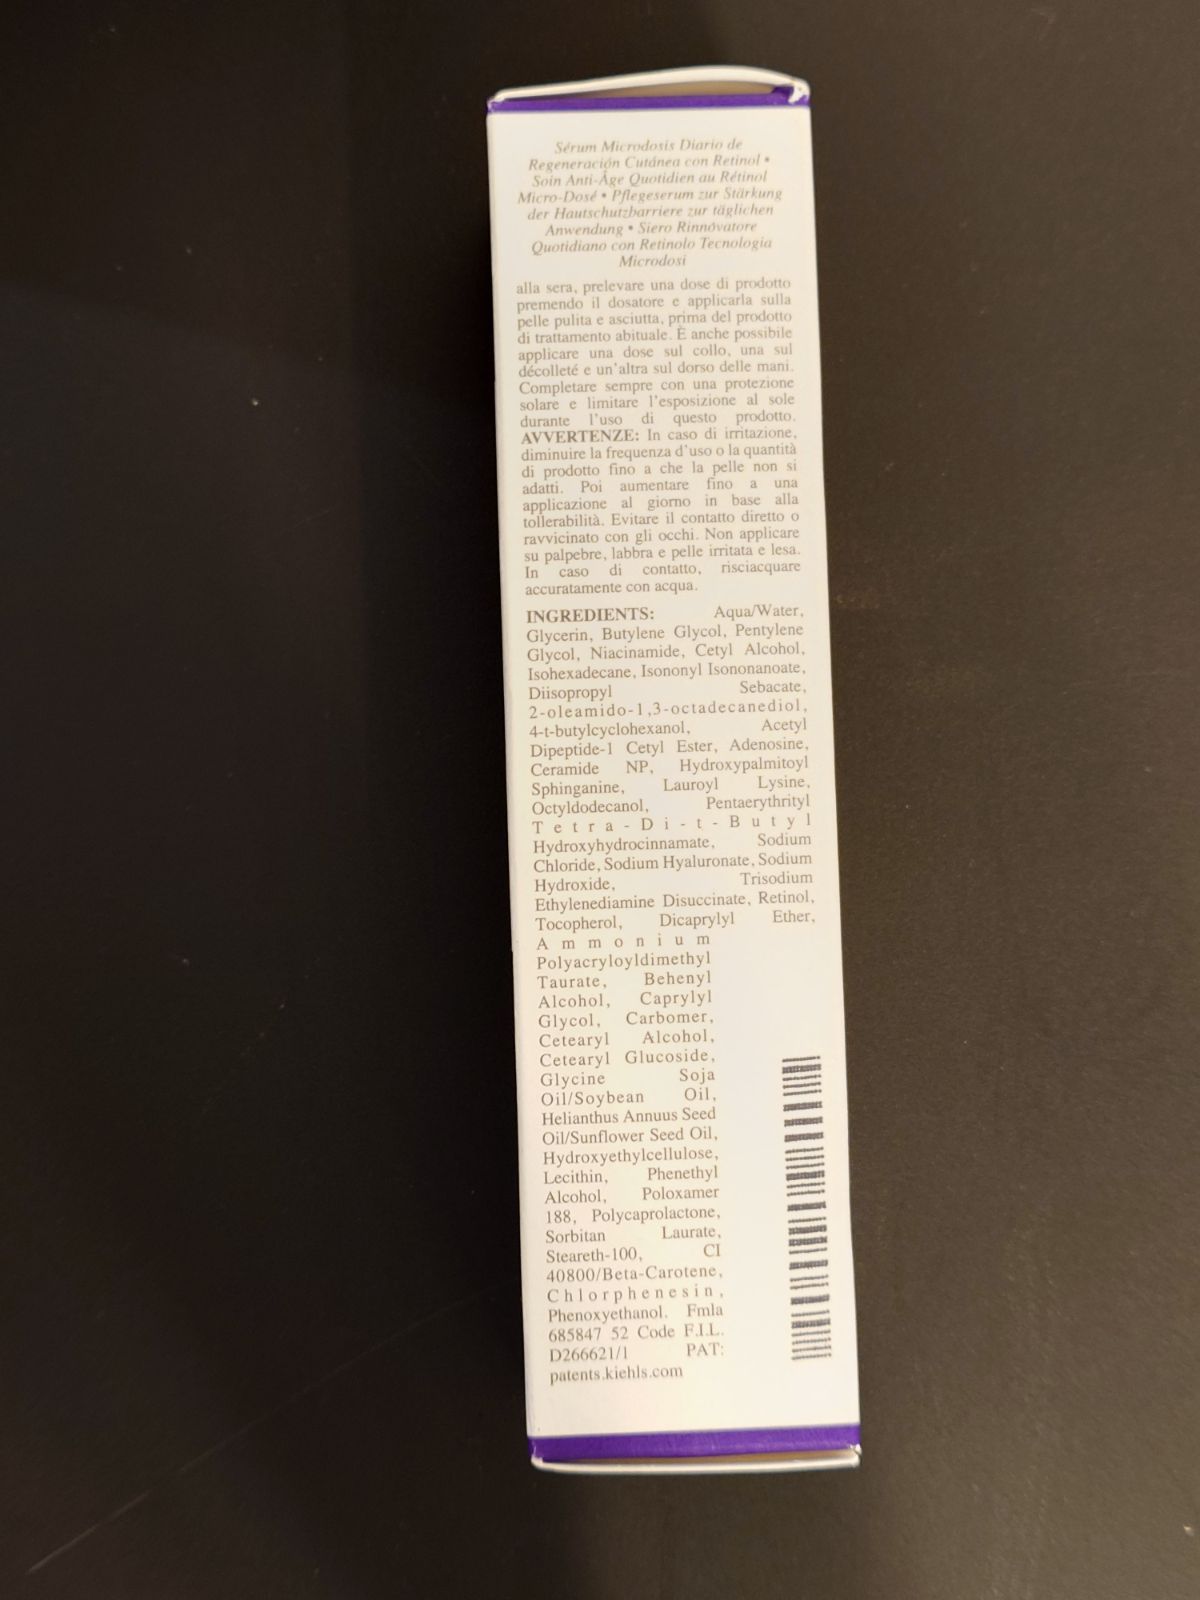 Sérum Microdosis Diario de
Regeneración Cutánea con Retinol •
Soin Anti-Âge Quotidien au Rétinol
Micro-Dosé • Pflegeserum zur Stärkung
der Hautschutzbarriere zur täglichen
Anwendung • Siero Rinnovatore
Quotidiano con Retinolo Tecnologia
Microdosi
alla sera, prelevare una dose di prodotto
premendo il dosatore e applicarla sulla
pelle pulita e asciutta, prima del prodotto
di trattamento abituale. È anche possibile
applicare una dose sul collo, una sul
décolleté e un'altra sul dorso delle mani.
Completare sempre con una protezione
solare e limitare l'esposizione al sole
durante l'uso di questo prodotto.
AVVERTENZE: In caso di irritazione,
diminuire la frequenza d'uso o la quantità
di prodotto fino a che la pelle non si
adatti. Poi aumentare fino a una
applicazione al giorno in base alla
tollerabilità. Evitare il contatto diretto o
ravvicinato con gli occhi. Non applicare
su palpebre, labbra e pelle irritata e lesa.
In caso di contatto, risciacquare
accuratamente con acqua.
INGREDIENTS: Aqua/Water,
Glycerin, Butylene Glycol, Pentylene
Glycol, Niacinamide, Cetyl Alcohol,
Isohexadecane, Isononyl Isononanoate,
Diisopropyl Sebacate,
2-oleamido-1,3-octadecanediol,
4-t-butylcyclohexanol, Acetyl
Dipeptide-1 Cetyl Ester, Adenosine,
Ceramide NP, Hydroxypalmitoyl
Sphinganine, Lauroyl Lysine,
Octyldodecanol, Pentaerythrityl
Tetra-Di-t-Butyl
Hydroxyhydrocinnamate, Sodium
Chloride, Sodium Hyaluronate, Sodium
Hydroxide, Trisodium
Ethylenediamine Disuccinate, Retinol,
Tocopherol, Dicaprylyl Ether,
Ammonium
Polyacryloyldimethyl
Taurate, Behenyl
Alcohol, Caprylyl
Glycol, Carbomer,
Cetearyl Alcohol,
Cetearyl Glucoside,
Glycine Soja
Oil/Soybean Oil,
Helianthus Annuus Seed
Oil/Sunflower Seed Oil,
Hydroxyethylcellulose,
Lecithin, Phenethyl
Alcohol, Poloxamer
188, Polycaprolactone,
Sorbitan Laurate,
Steareth-100, CI
40800/Beta-Carotene,
Chlorphenesin,
Phenoxyethanol. Fmla
685847 52 Code F.I.L.
D266621/1 PAT:
patents.kiehls.com